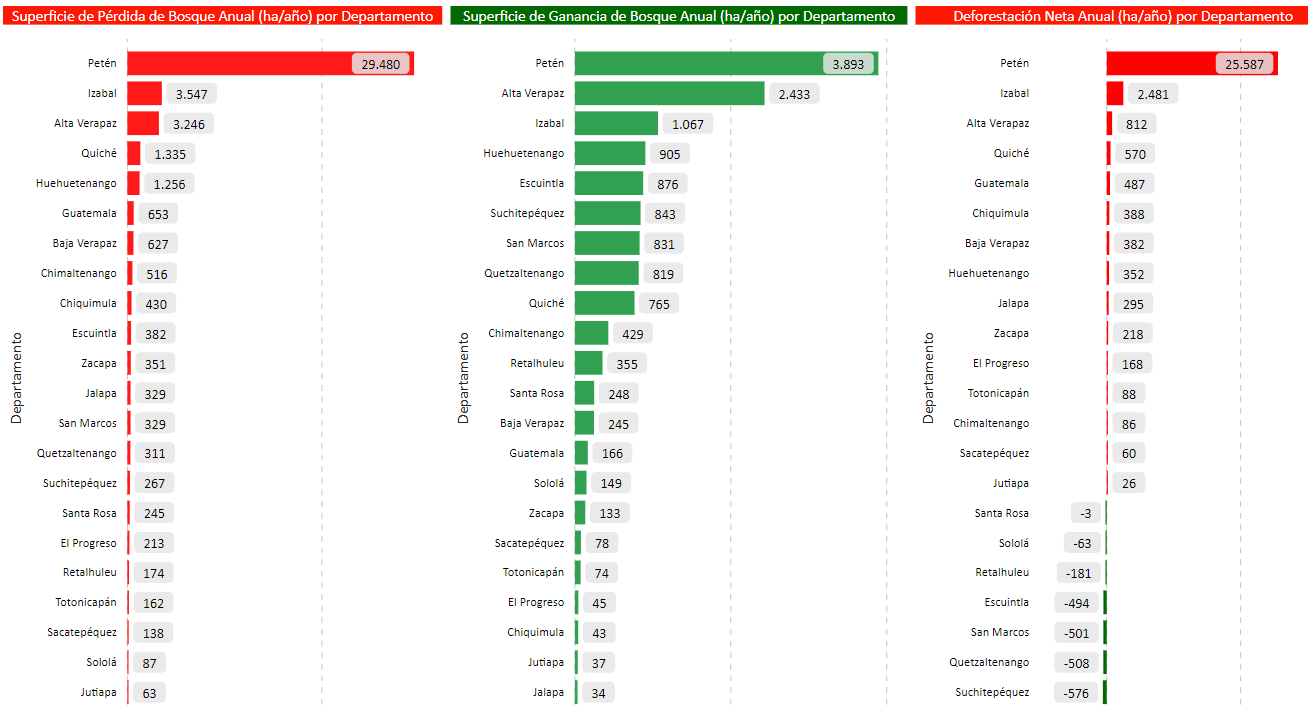 Superficie de Pérdida de Bosque Anual (ha/año) por Departamento
Departamento
Petén 29.480
Izabal 3.547
Alta Verapaz 3.246
Quiché 1.335
Huehuetenango 1.256
Guatemala 653
Baja Verapaz 627
Chimaltenango 516
Chiquimula 430
Escuintla 382
Zacapa 351
Jalapa 329
San Marcos 329
Quetzaltenango 311
Suchitepéquez 267
Santa Rosa 245
El Progreso 213
Retalhuleu 174
Totonicapán 162
Sacatepéquez 138
Sololá 87
Jutiapa 63
Superficie de Ganancia de Bosque Anual (ha/año) por Departamento
Departamento
Petén 3.893
Alta Verapaz 2.433
Izabal 1.067
Huehuetenango 905
Escuintla 876
Suchitepéquez 843
San Marcos 831
Quetzaltenango 819
Quiché 765
Chimaltenango 429
Retalhuleu 355
Santa Rosa 248
Baja Verapaz 245
Guatemala 166
Sololá 149
Zacapa 133
Sacatepéquez 78
Totonicapán 74
El Progreso 45
Chiquimula 43
Jutiapa 37
Jalapa 34
Deforestación Neta Anual (ha/año) por Departamento
Departamento
Petén 25.587
Izabal 2.481
Alta Verapaz 812
Quiché 570
Guatemala 487
Chiquimula 388
Baja Verapaz 382
Huehuetenango 352
Jalapa 295
Zacapa 218
El Progreso 168
Totonicapán 88
Chimaltenango 86
Sacatepéquez 60
Jutiapa 26
Santa Rosa -3
Sololá -63
Retalhuleu -181
Escuintla -494
San Marcos -501
Quetzaltenango -508
Suchitepéquez -576